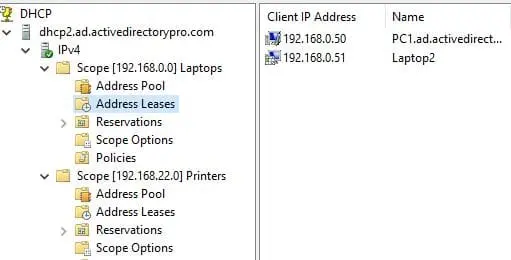 DHCP
dhcp2.ad.activedirectorypro.com
IPv4
Scope [192.168.0.0] Laptops
Address Pool
Address Leases
Reservations
Scope Options
Policies
Scope [192.168.22.0] Printers
Address Pool
Address Leases
Reservations
Scope Options
Client IP Address Name
192.168.0.50 PC1.ad.activedirect...
192.168.0.51 Laptop2